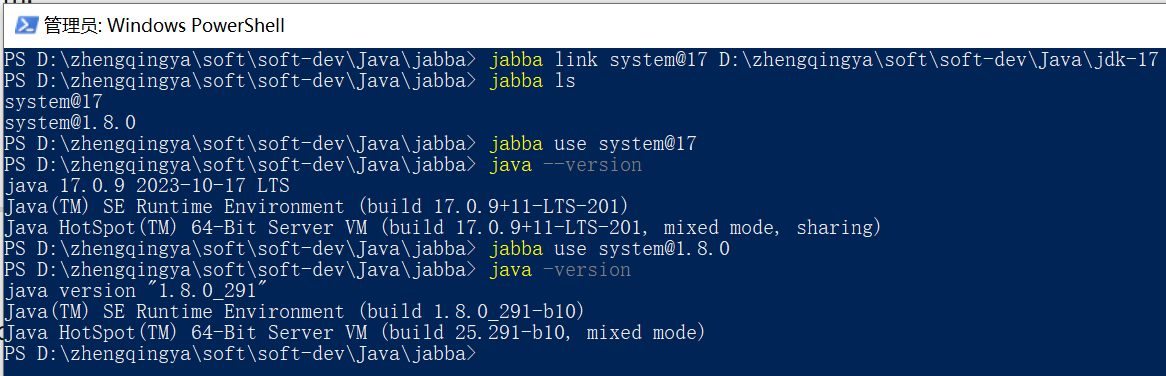 管理员: Windows PowerShell
PS D:\zhengqingya\soft\soft-dev\Java\jabba> jabba link system@17 D:\zhengqingya\soft\soft-dev\Java\jdk-17
PS D:\zhengqingya\soft\soft-dev\Java\jabba> jabba ls
system@17
system@1.8.0
PS D:\zhengqingya\soft\soft-dev\Java\jabba> jabba use system@17
PS D:\zhengqingya\soft\soft-dev\Java\jabba> java --version
java 17.0.9 2023-10-17 LTS
Java(TM) SE Runtime Environment (build 17.0.9+11-LTS-201)
Java HotSpot(TM) 64-Bit Server VM (build 17.0.9+11-LTS-201, mixed mode, sharing)
PS D:\zhengqingya\soft\soft-dev\Java\jabba> jabba use system@1.8.0
PS D:\zhengqingya\soft\soft-dev\Java\jabba> java -version
java version "1.8.0_291"
Java(TM) SE Runtime Environment (build 1.8.0_291-b10)
Java HotSpot(TM) 64-Bit Server VM (build 25.291-b10, mixed mode)
PS D:\zhengqingya\soft\soft-dev\Java\jabba>